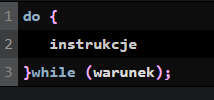 1 do {
2 instrukcje
3 }while (warunek);